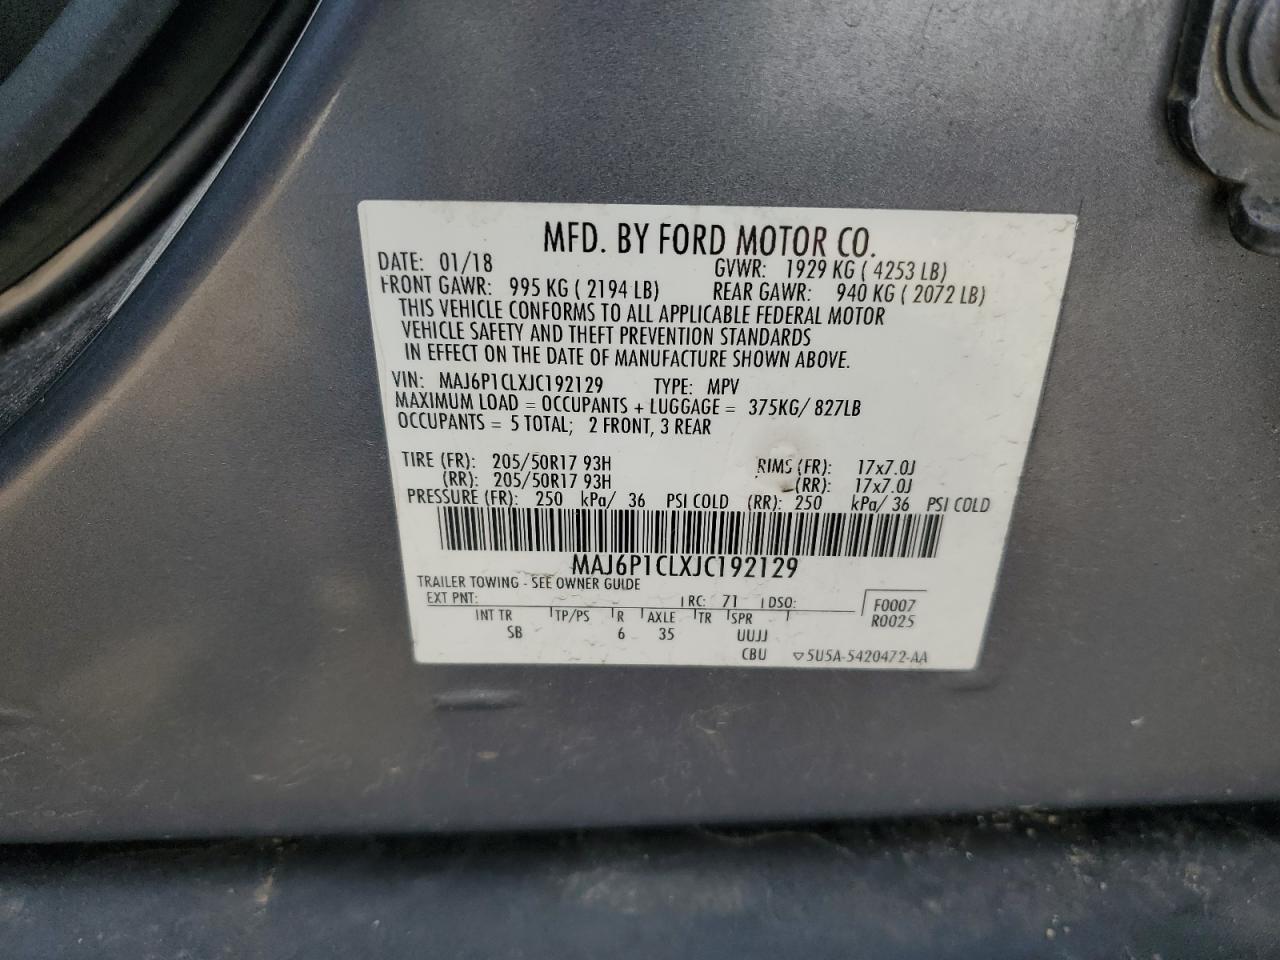 MFD. BY FORD MOTOR CO.
DATE: 01/18 GVWR: 1929 KG ( 4253 LB)
FRONT GAWR: 995 KG ( 2194 LB) REAR GAWR: 940 KG ( 2072 LB)
THIS VEHICLE CONFORMS TO ALL APPLICABLE FEDERAL MOTOR
VEHICLE SAFETY AND THEFT PREVENTION STANDARDS
IN EFFECT ON THE DATE OF MANUFACTURE SHOWN ABOVE.
VIN: MAJ6P1CLXJC192129 TYPE: MPV
MAXIMUM LOAD = OCCUPANTS + LUGGAGE = 375KG/ 827LB
OCCUPANTS = 5 TOTAL; 2 FRONT, 3 REAR
TIRE (FR): 205/50R17 93H RIMS (FR): 17x7.0J
(RR): 205/50R17 93H (RR): 17x7.0J
PRESSURE (FR): 250 kPa/ 36 PSI COLD (RR): 250 kPa/ 36 PSI COLD
MAJ6P1CLXJC192129
TRAILER TOWING - SEE OWNER GUIDE
EXT PNT: RC: 71 DSO: F0007
INT TR TP/PS R AXLE TR SPR R0025
SB 6 35 UUJJ
CBU ▽5U5A-5420472-AA